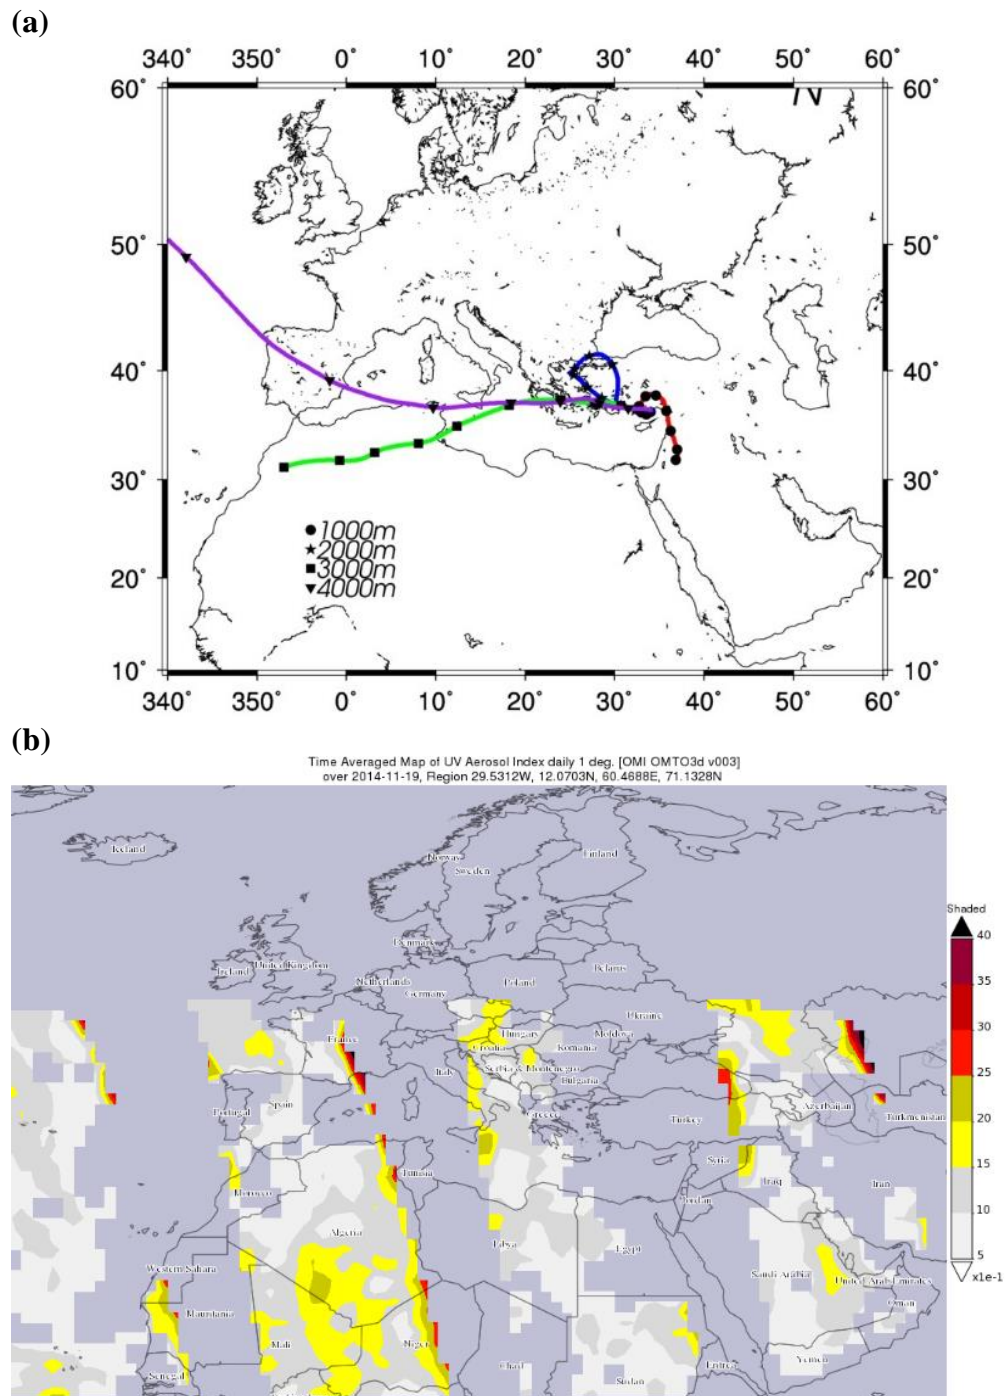 (a)
340° 350° 0° 10° 20° 30° 40° 50° 60°
60° 60°
50° 50°
40° 40°
30° 30°
20° 20°
10° 10°
1000m
2000m
3000m
4000m
340° 350° 0° 10° 20° 30° 40° 50° 60°
(b)
Time Averaged Map of UV Aerosol Index daily 1 deg. [OMI OMTO3d v003]
over 2014-11-19, Region 29.5312W, 12.0703N, 60.4688E, 71.1328N
Iceland
Norway
Finland
Sweden
Denmark
Ireland
United Kingdom
Netherlands
Germany
Poland
Belarus
Ukraine
France
Hungary
Moldova
Croatia
Romania
Italy
Serbia & Montenegro
Bulgaria
Portugal
Spain
Greece
Turkey
Azerbaijan
Turkmenistan
Tunisia
Syria
Morocco
Iraq
Iran
Jordan
Algeria
Libya
Egypt
Western Sahara
Saudi Arabia
United Arab Emirates
Mauritania
Oman
Mali
Niger
Yemen
Senegal
Chad
Eritrea
Sudan
Shaded
40
35
30
25
20
15
10
5
x1e-1